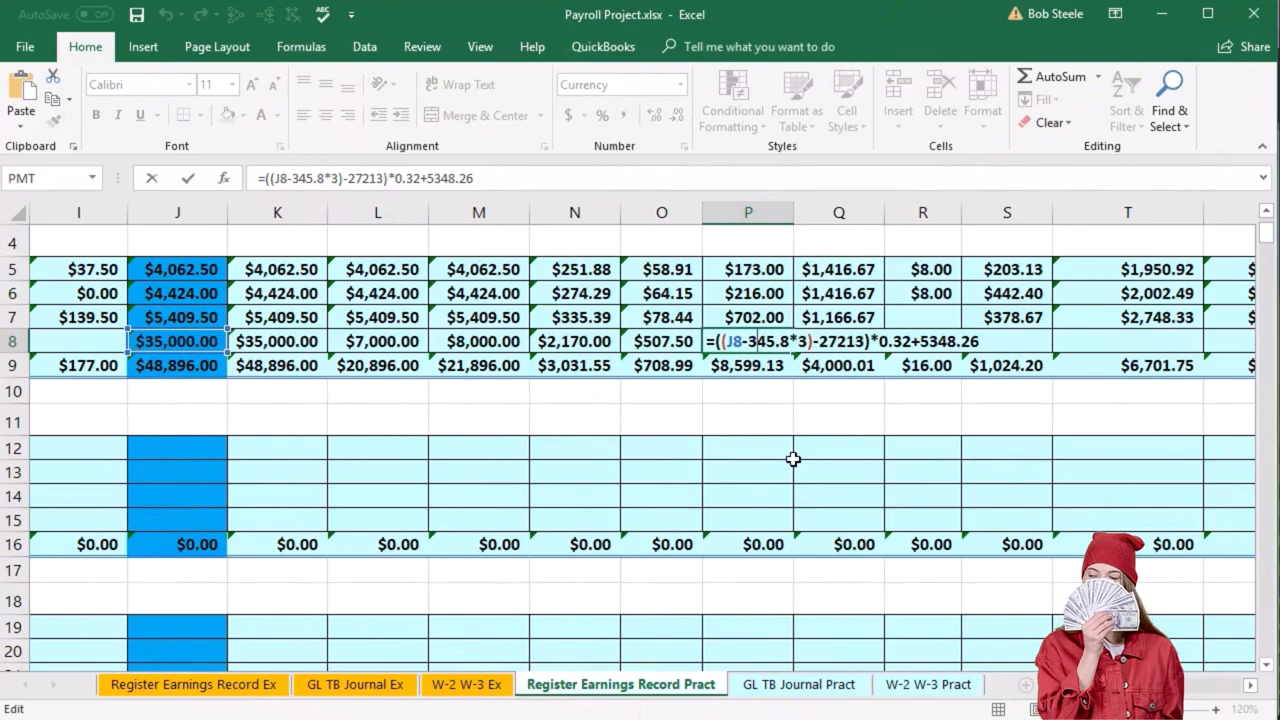 AutoSave Off ABC Payroll Project.xlsx - Excel Bob Steele
File Home Insert Page Layout Formulas Data Review View Help QuickBooks Tell me what you want to do Share
Paste Calibri 11 Wrap Text Currency AutoSum
Conditional Formatting Format as Table Cell Styles Insert Delete Format Fill Sort & Filter Find & Select
B I U Merge & Center $ % Clear
Clipboard Font Alignment Number Styles Cells Editing
PMT fx =((J8-345.8*3)-27213)*0.32+5348.26
I J K L M N O P Q R S T
4
5 $37.50 $4,062.50 $4,062.50 $4,062.50 $4,062.50 $251.88 $58.91 $173.00 $1,416.67 $8.00 $203.13 $1,950.92 $
6 $0.00 $4,424.00 $4,424.00 $4,424.00 $4,424.00 $274.29 $64.15 $216.00 $1,416.67 $8.00 $442.40 $2,002.49 $
7 $139.50 $5,409.50 $5,409.50 $5,409.50 $5,409.50 $335.39 $78.44 $702.00 $1,166.67 $378.67 $2,748.33 $
8 $35,000.00 $35,000.00 $7,000.00 $8,000.00 $2,170.00 $507.50 =((J8-345.8*3)-27213)*0.32+5348.26
9 $177.00 $48,896.00 $48,896.00 $20,896.00 $21,896.00 $3,031.55 $708.99 $8,599.13 $4,000.01 $16.00 $1,024.20 $6,701.75 $
10
11
12
13
14
15
16 $0.00 $0.00 $0.00 $0.00 $0.00 $0.00 $0.00 $0.00 $0.00 $0.00 $0.00 $0.00
17
18
19
20
Register Earnings Record Ex GL TB Journal Ex W-2 W-3 Ex Register Earnings Record Pract GL TB Journal Pract W-2 W-3 Pract
Edit 120%